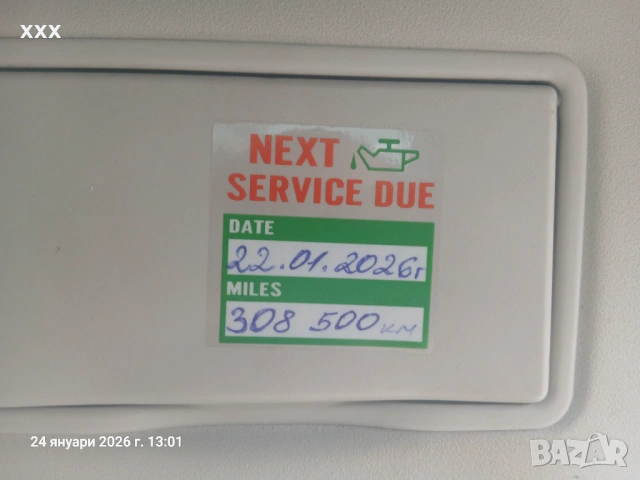 xxx
NEXT
SERVICE DUE
DATE
22.01.2026г
MILES
308 500км
24 януари 2026 г. 13:01
BAZAR